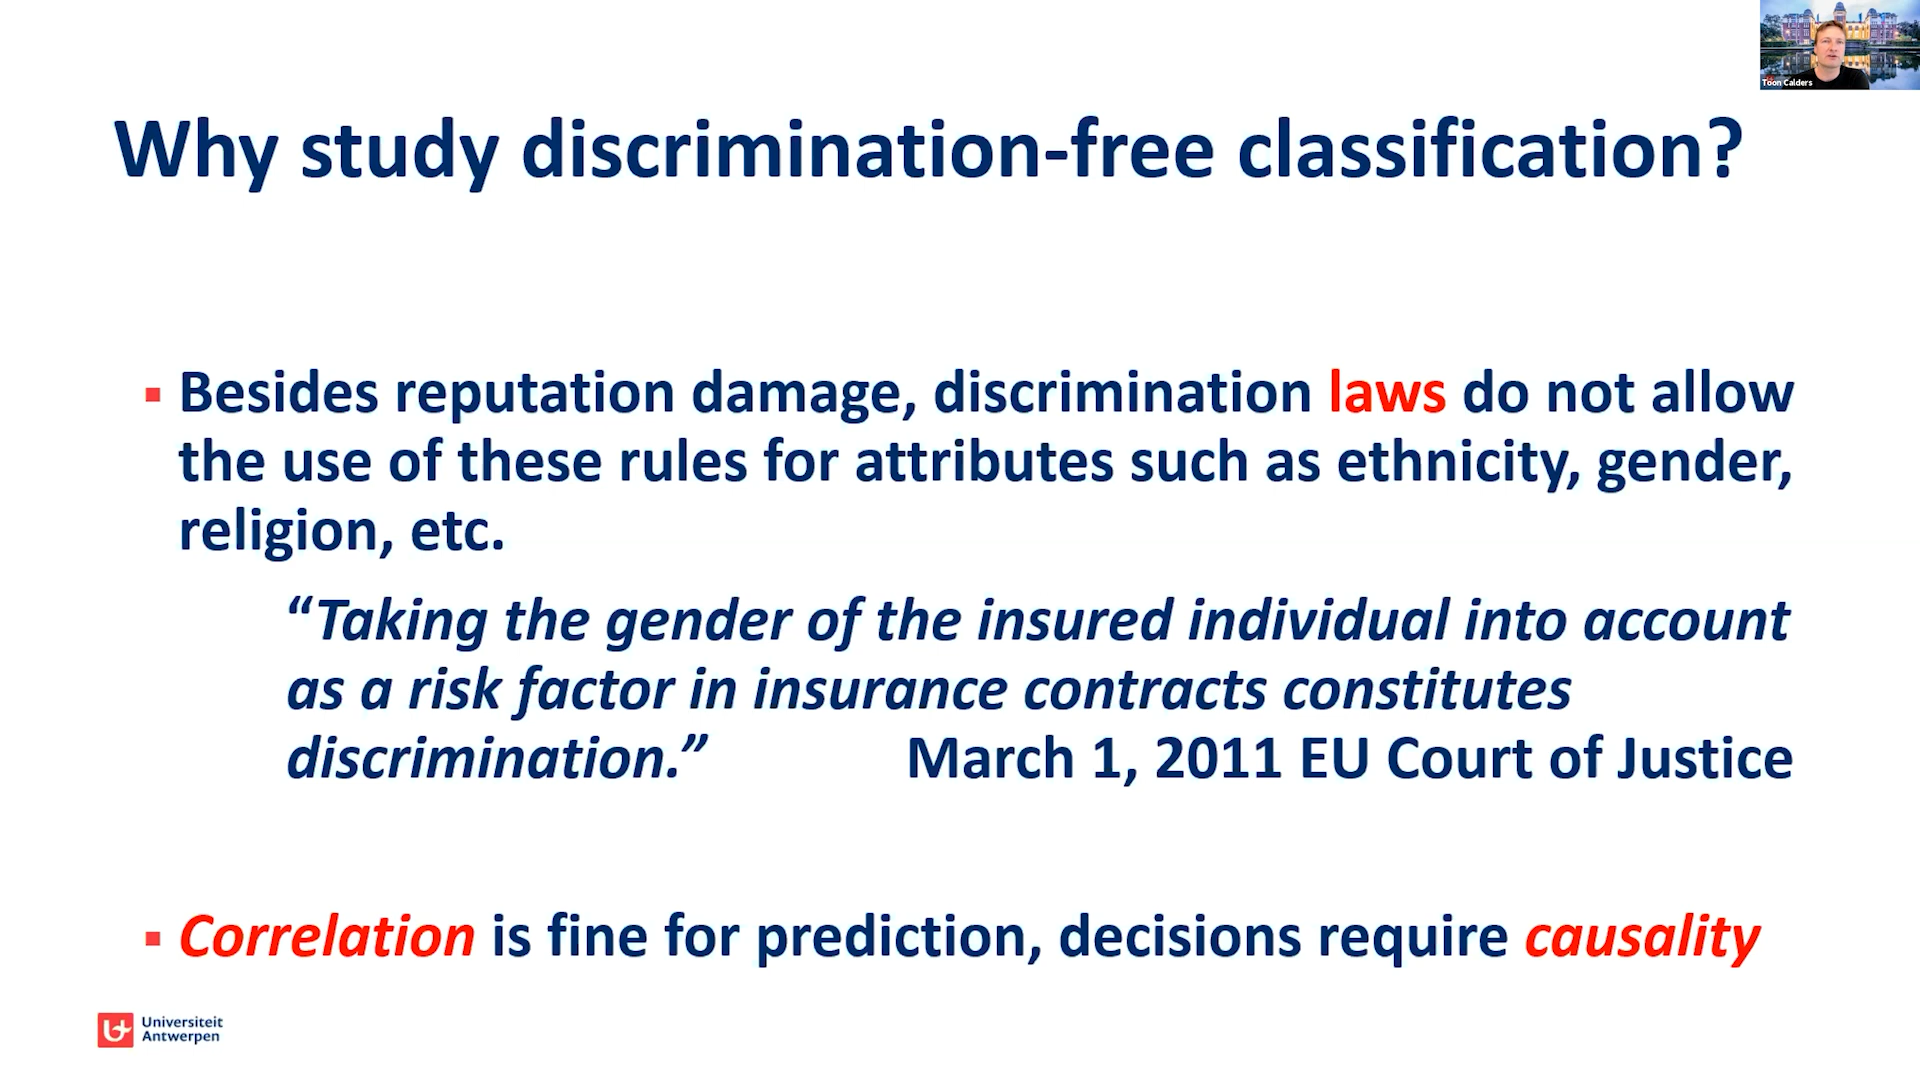 Toon Calders
Why study discrimination-free classification?
▪ Besides reputation damage, discrimination laws do not allow
the use of these rules for attributes such as ethnicity, gender,
religion, etc.
“Taking the gender of the insured individual into account
as a risk factor in insurance contracts constitutes
discrimination.” March 1, 2011 EU Court of Justice
▪ Correlation is fine for prediction, decisions require causality
Universiteit
Antwerpen